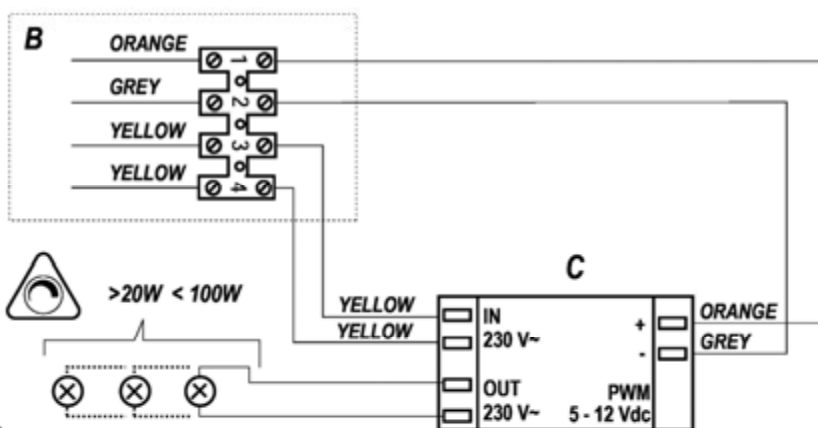 B
ORANGE
1
GREY
2
YELLOW
3
YELLOW
4
>20W < 100W
C
YELLOW
YELLOW
IN
230 V~
OUT
230 V~
+
-
PWM
5 - 12 Vdc
ORANGE
GREY